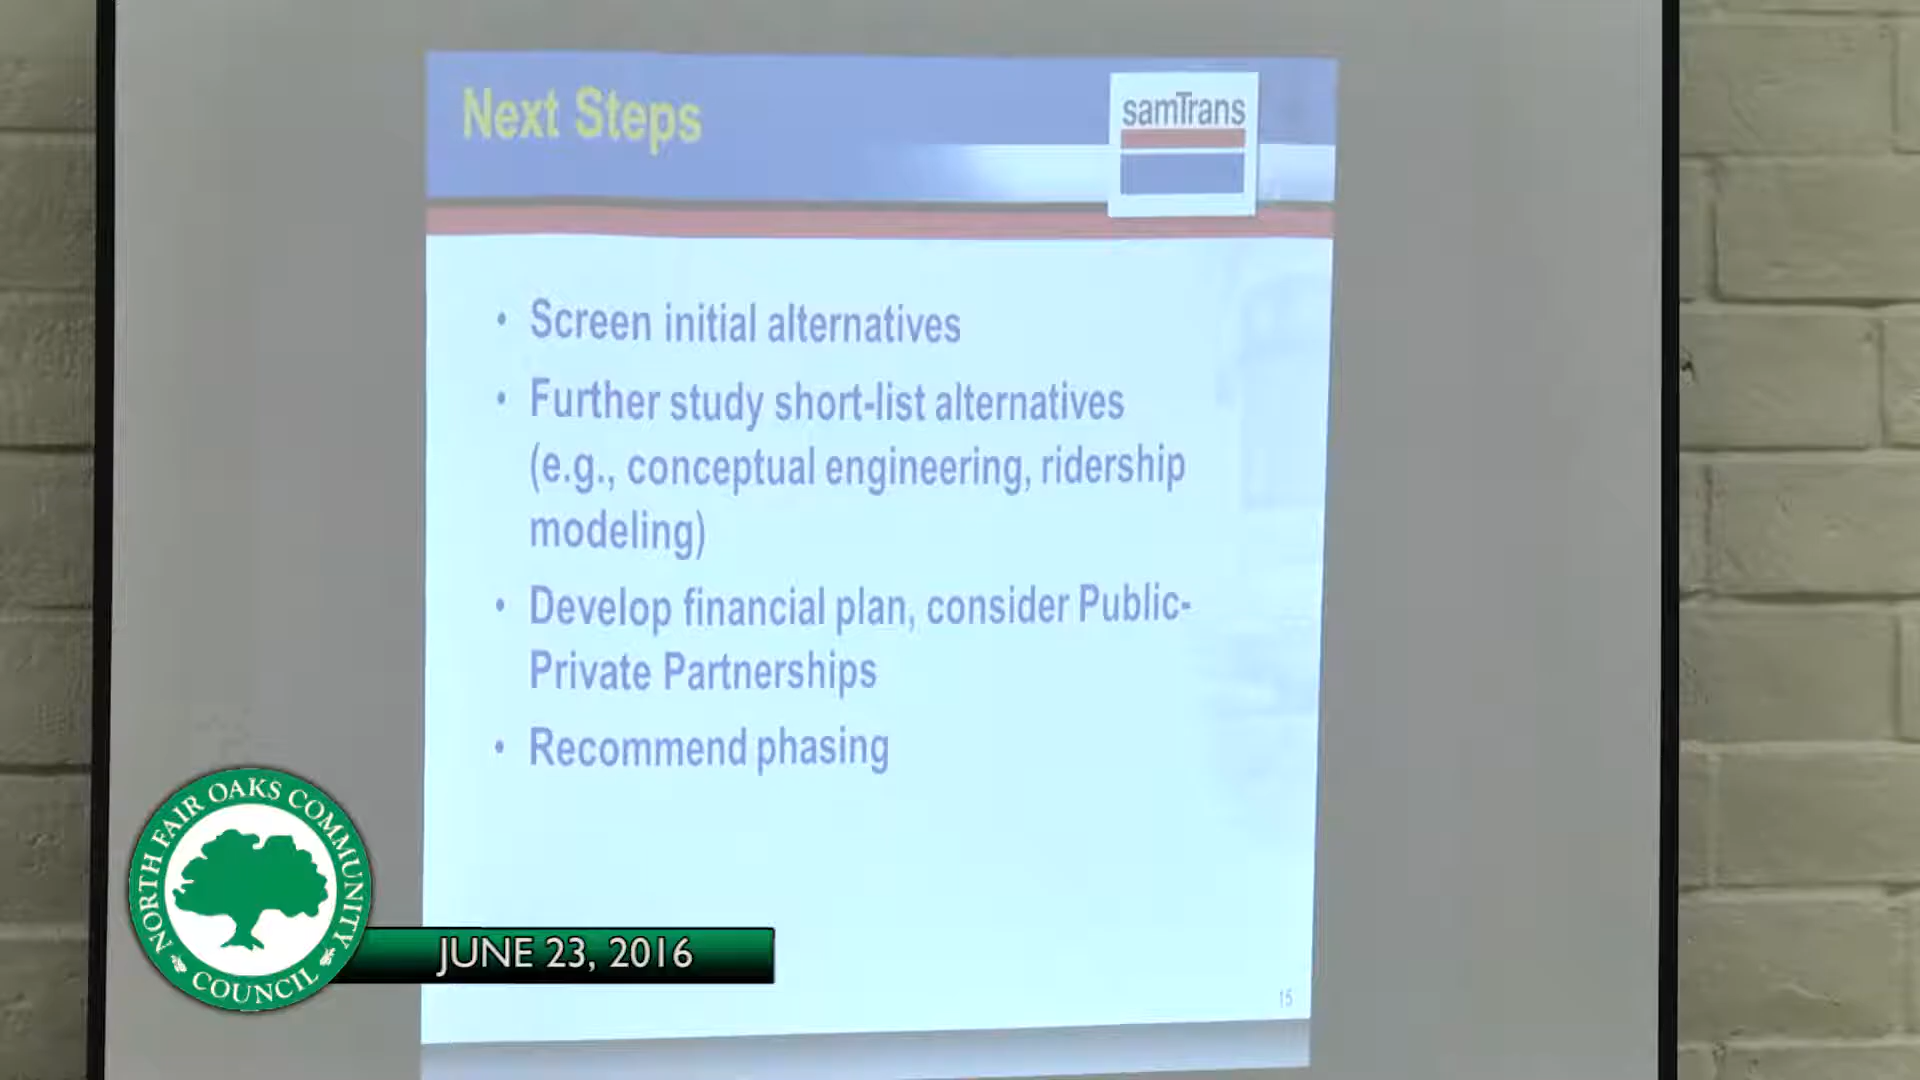 Next Steps
samTrans
• Screen initial alternatives
• Further study short-list alternatives
(e.g., conceptual engineering, ridership
modeling)
• Develop financial plan, consider Public-
Private Partnerships
• Recommend phasing
NORTH FAIR OAKS COMMUNITY
COUNCIL
JUNE 23, 2016
15